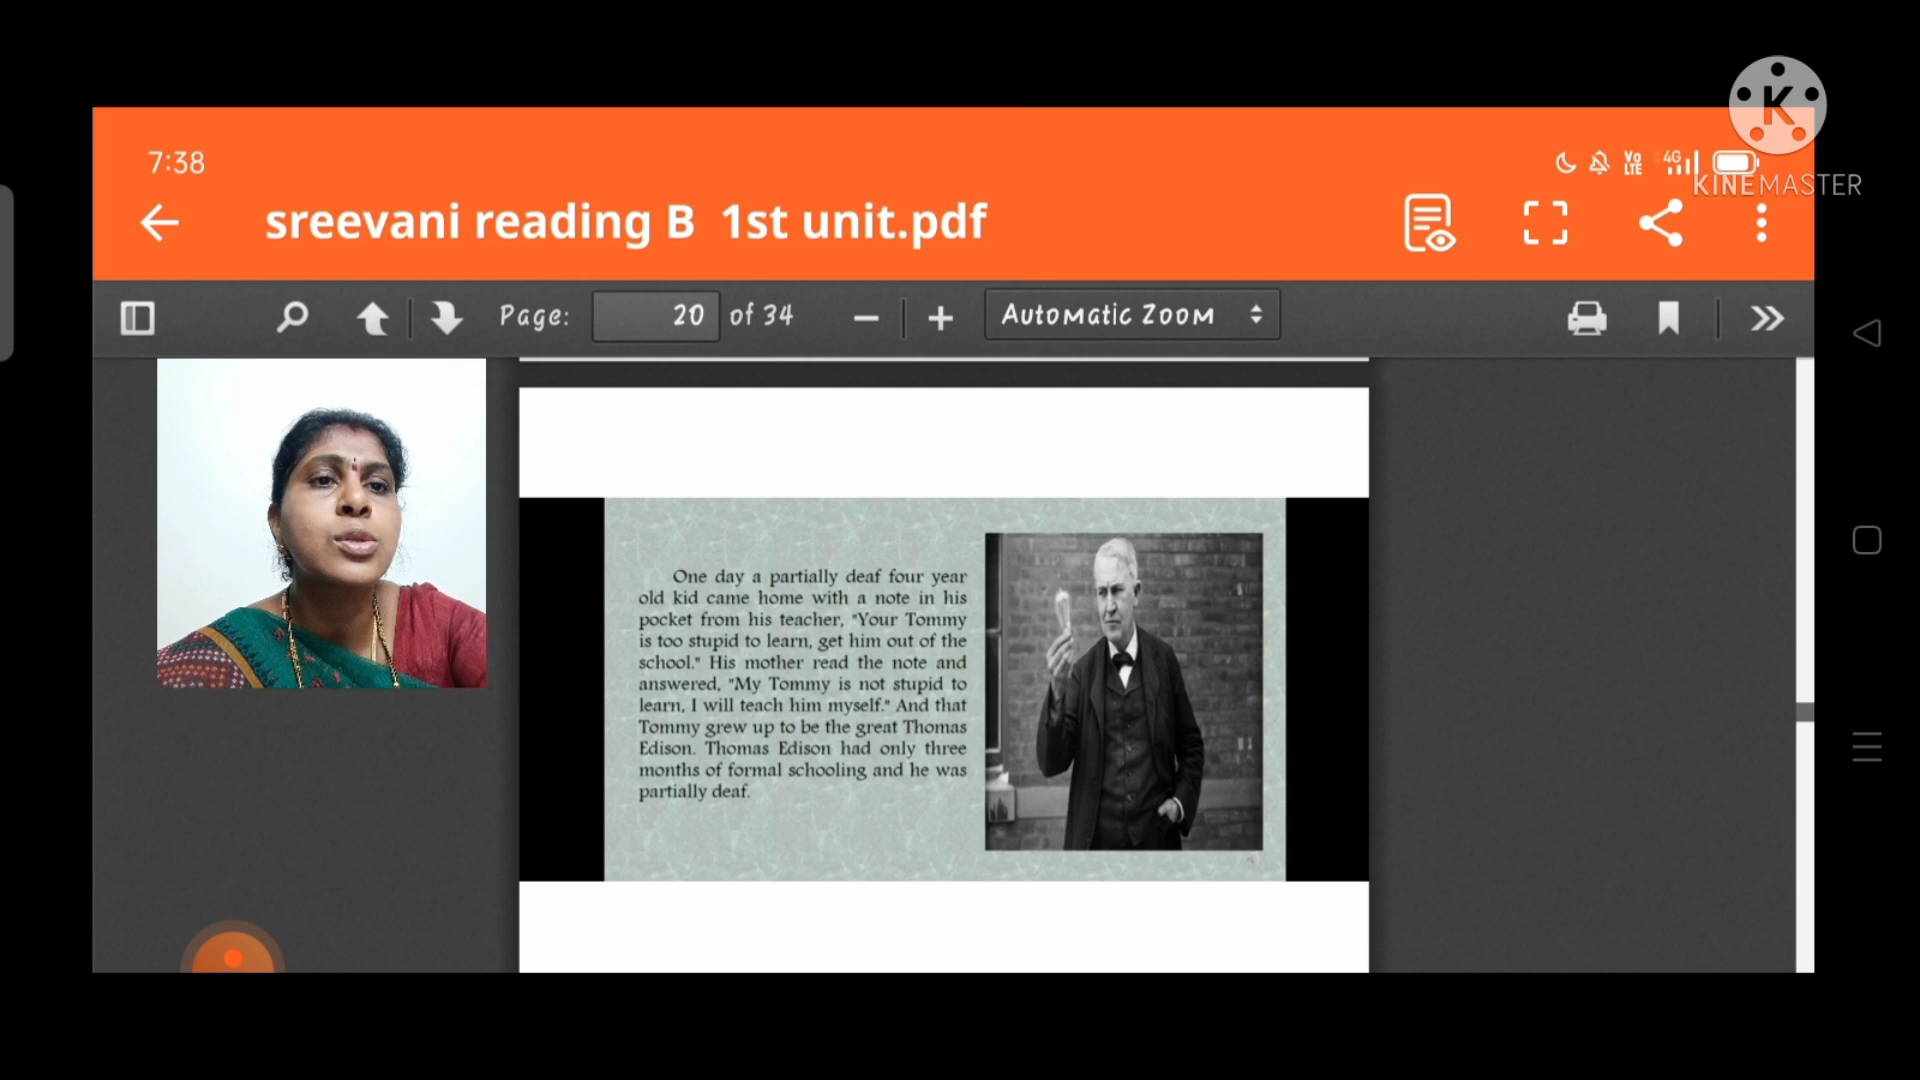 7:38
Vo LTE 4G
K
KINEMASTER
sreevani reading B 1st unit.pdf
Page: 20 of 34
Automatic Zoom
One day a partially deaf four year
old kid came home with a note in his
pocket from his teacher, "Your Tommy
is too stupid to learn, get him out of the
school." His mother read the note and
answered, "My Tommy is not stupid to
learn, I will teach him myself." And that
Tommy grew up to be the great Thomas
Edison. Thomas Edison had only three
months of formal schooling and he was
partially deaf.